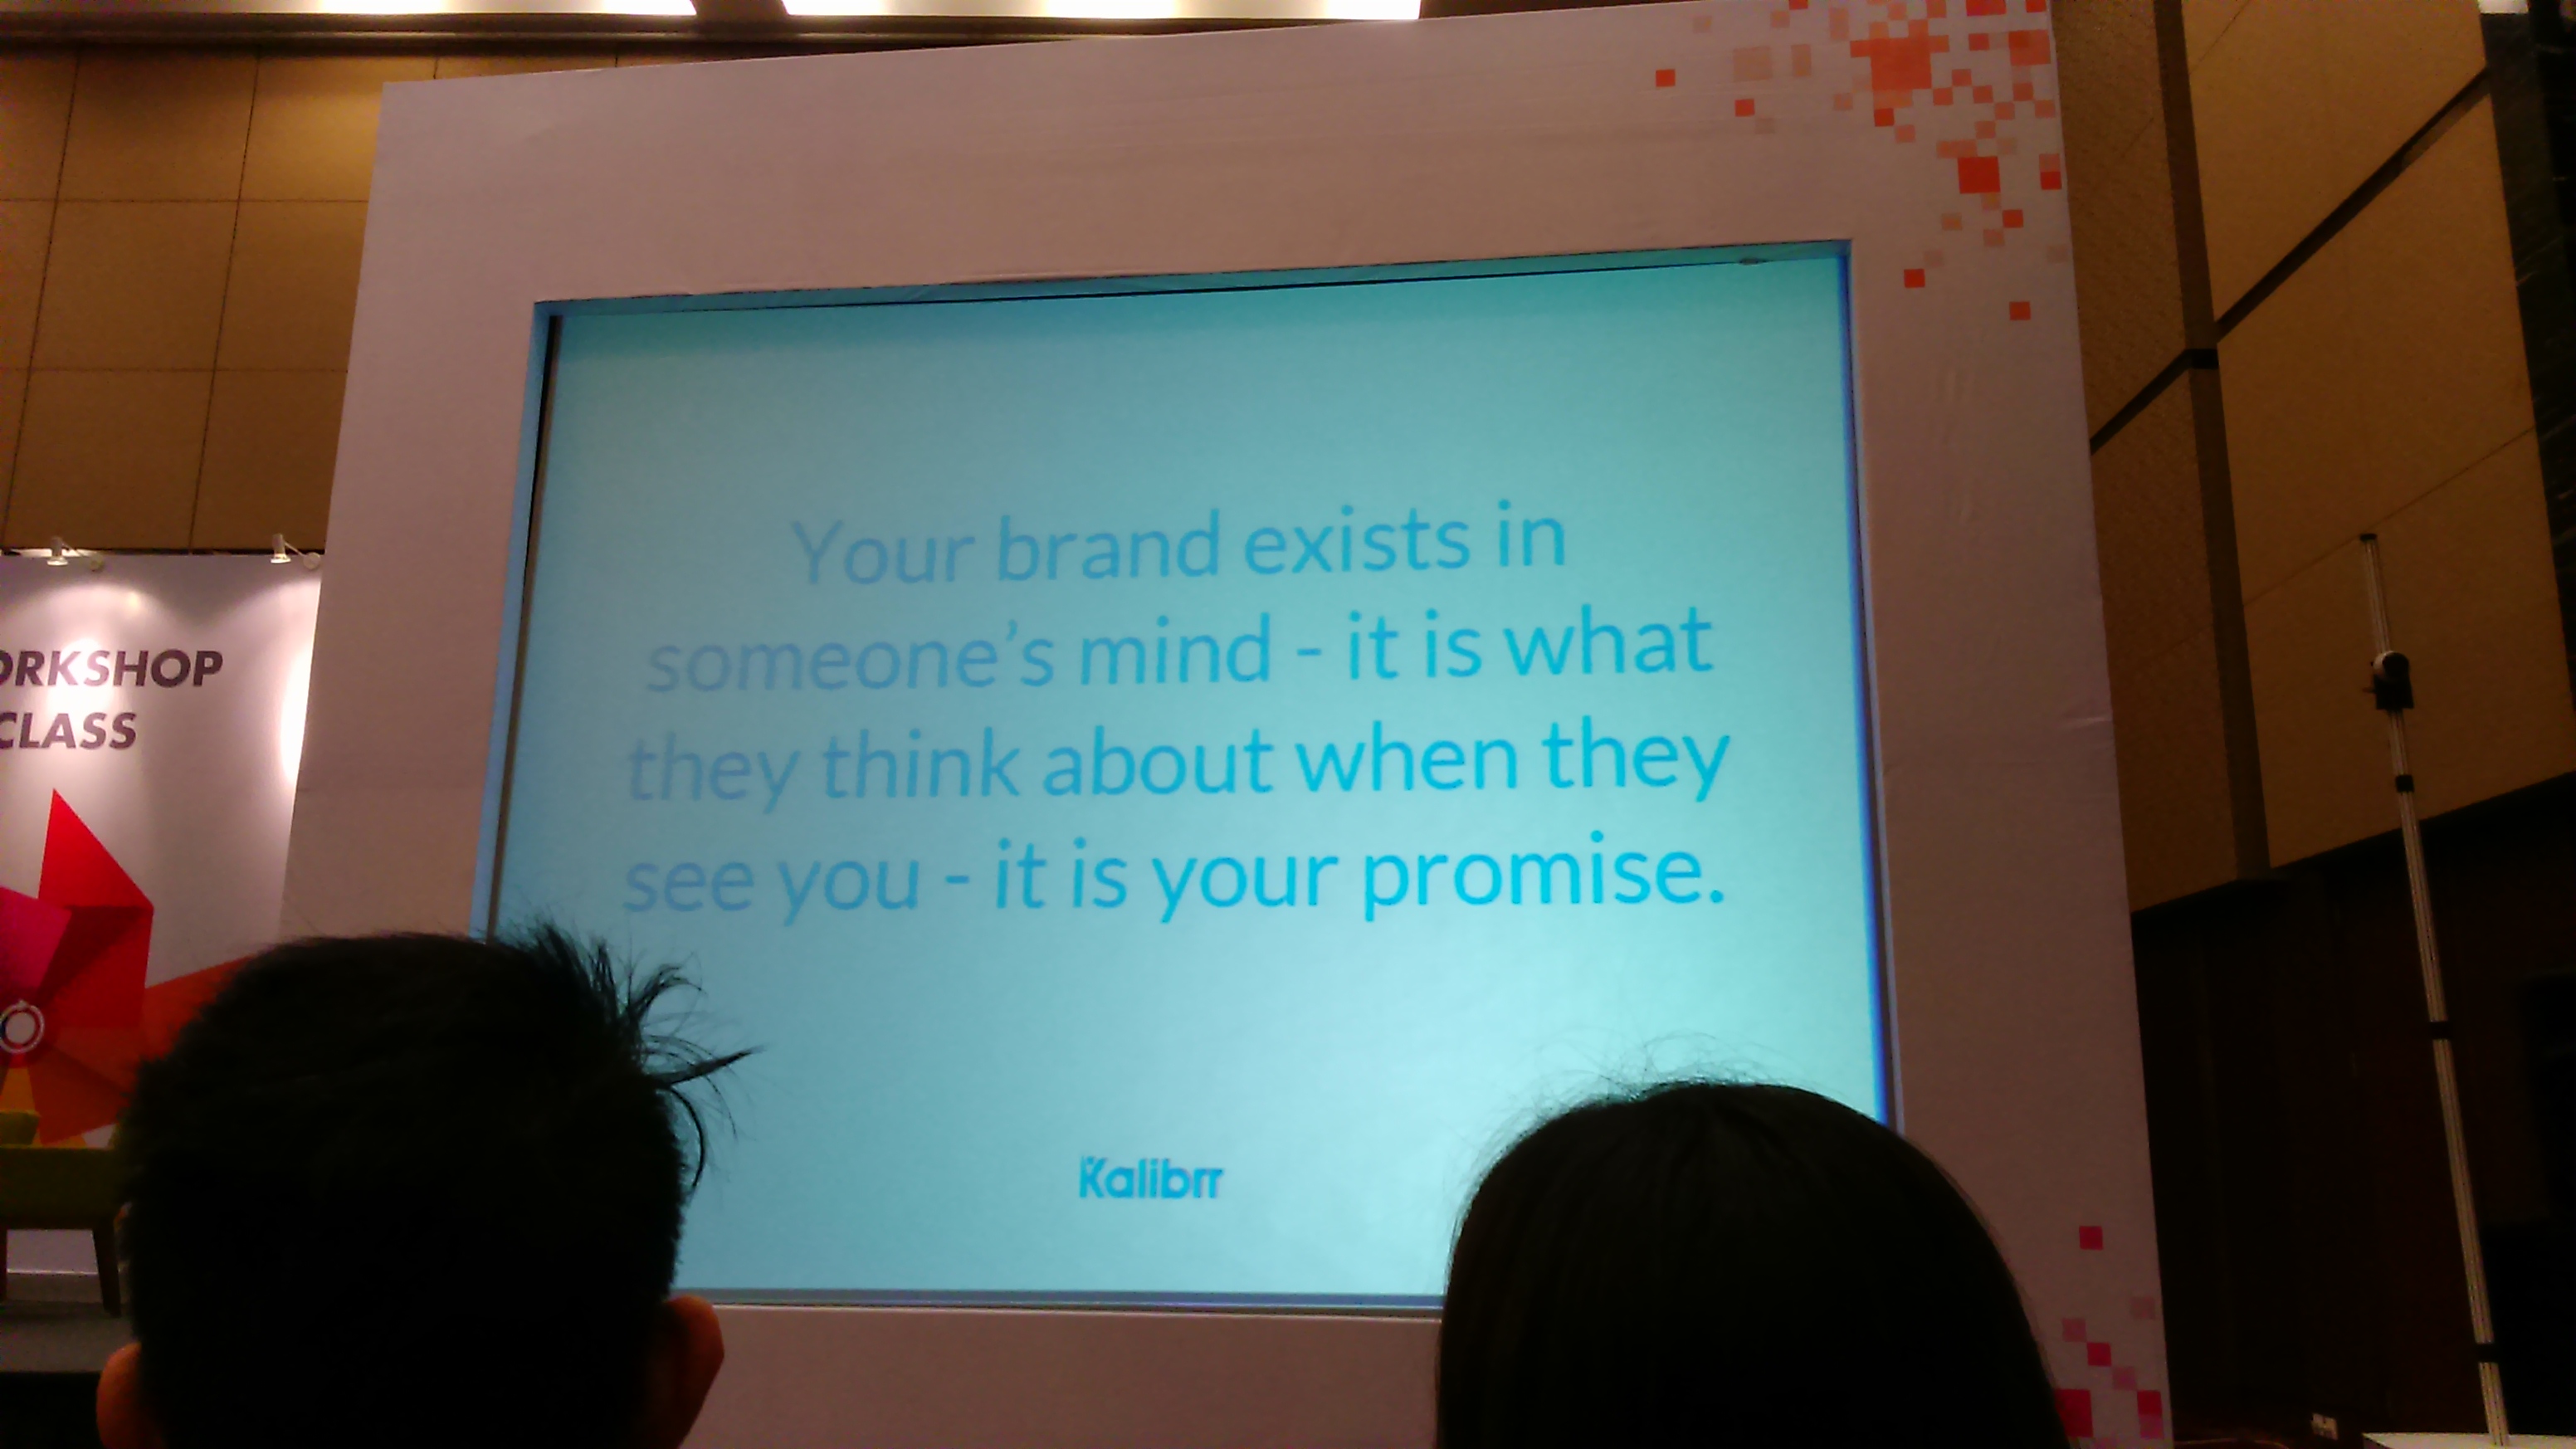 ORKSHOP
CLASS
Your brand exists in
someone's mind - it is what
they think about when they
see you - it is your promise.
Kalibrr